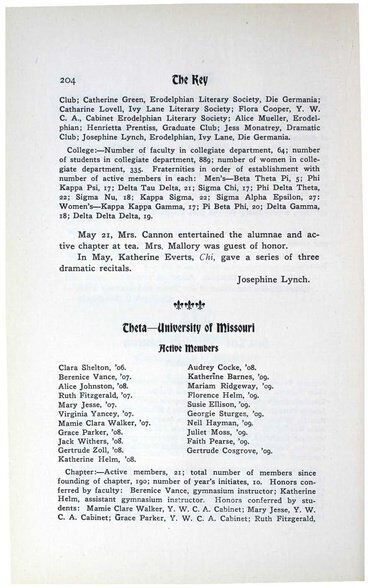 204 The Key
Club; Catherine Green, Erodelphian Literary Society, Die Germania;
Catharine Lovell, Ivy Lane Literary Society; Flora Cooper, Y. W.
C. A., Cabinet Erodelphian Literary Society; Alice Mueller, Erodel-
phian; Henrietta Prentiss, Graduate Club; Jess Monatrey, Dramatic
Club; Josephine Lynch, Erodelphian, Ivy Lane, Die Germania.
College:—Number of faculty in collegiate department, 64; number
of students in collegiate department, 889; number of women in colle-
giate department, 335. Fraternities in order of establishment with
number of active members in each: Men's—Beta Theta Pi, 5; Phi
Kappa Psi, 17; Delta Tau Delta, 21; Sigma Chi, 17; Phi Delta Theta,
22; Sigma Nu, 18; Kappa Sigma, 22; Sigma Alpha Epsilon, 27:
Women's—Kappa Kappa Gamma, 17; Pi Beta Phi, 20; Delta Gamma,
18; Delta Delta Delta, 19.
May 21, Mrs. Cannon entertained the alumnae and ac-
tive chapter at tea. Mrs. Mallory was guest of honor.
In May, Katherine Everts, Chi, gave a series of three
dramatic recitals.
Josephine Lynch.
Theta—University of Missouri
Active Members
Clara Shelton, '06.
Berenice Vance, '07.
Alice Johnston, '08.
Ruth Fitzgerald, '07.
Mary Jesse, '07.
Virginia Yancey, '07.
Mamie Clara Walker, '07.
Grace Parker, '08.
Jack Withers, '08.
Gertrude Zoll, '08.
Katherine Helm, '08.
Audrey Cocke, '08.
Katherine Barnes, '09.
Mariam Ridgeway, '09.
Florence Helm, '09.
Susie Ellison, '09.
Georgie Sturges, '09.
Neil Hayman, '09.
Juliet Moss, '09.
Faith Pearse, '09.
Gertrude Cosgrove, '09.
Chapter:—Active members, 21; total number of members since
founding of chapter, 190; number of year's initiates, 10. Honors con-
ferred by faculty: Berenice Vance, gymnasium instructor; Katherine
Helm, assistant gymnasium instructor. Honors conferred by stu-
dents: Mamie Clare Walker, Y. W. C. A. Cabinet; Mary Jesse, Y. W.
C. A. Cabinet; Grace Parker, Y. W. C. A. Cabinet; Ruth Fitzgerald,